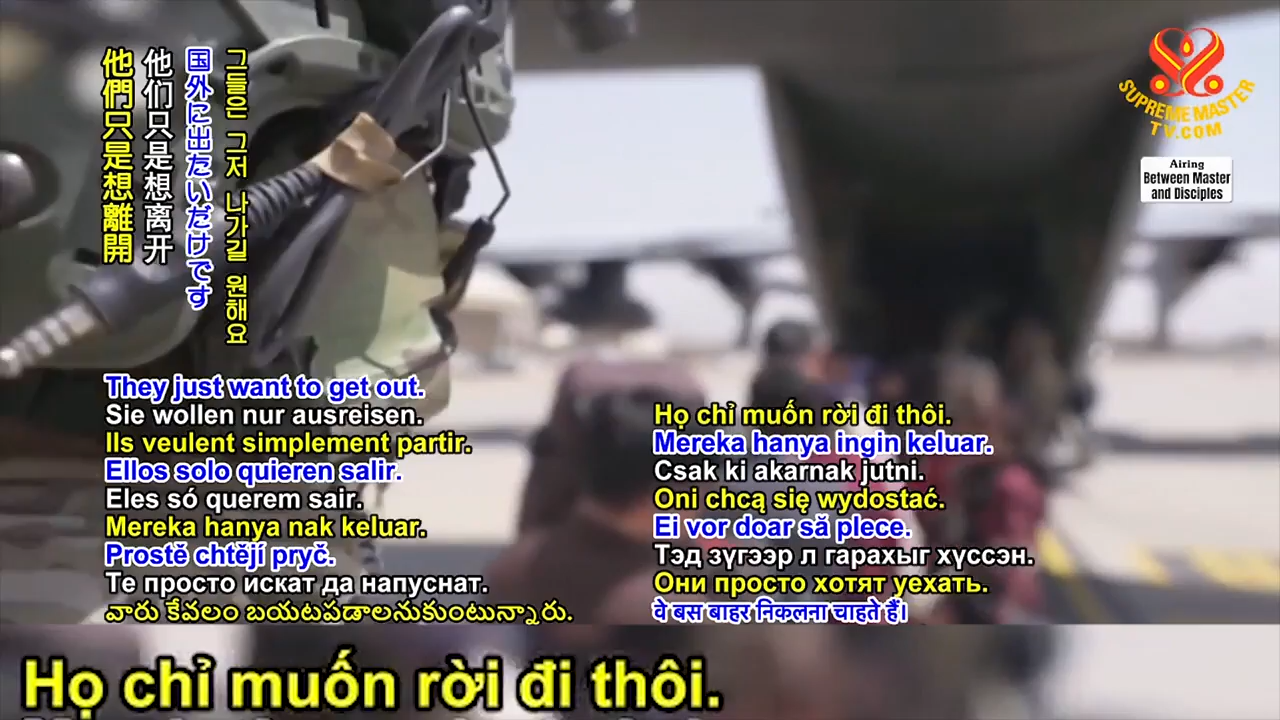 他們只是想離開
他们只是想离开
国外に出たいだけです
그들은 그저 나가길 원해요
SUPREME MASTER
TV.COM
Airing
Between Master
and Disciples
They just want to get out.
Sie wollen nur ausreisen.
Ils veulent simplement partir.
Ellos solo quieren salir.
Eles só querem sair.
Mereka hanya nak keluar.
Prostě chtějí pryč.
Те просто искат да напуснат.
వారు కేవలం బయటపడాలనుకుంటున్నారు.
Họ chỉ muốn rời đi thôi.
Mereka hanya ingin keluar.
Csak ki akarnak jutni.
Oni chcą się wydostać.
Ei vor doar să plece.
Тэд зүгээр л гарахыг хүссэн.
Они просто хотят уехать.
वे बस बाहर निकलना चाहते हैं।
Họ chỉ muốn rời đi thôi.